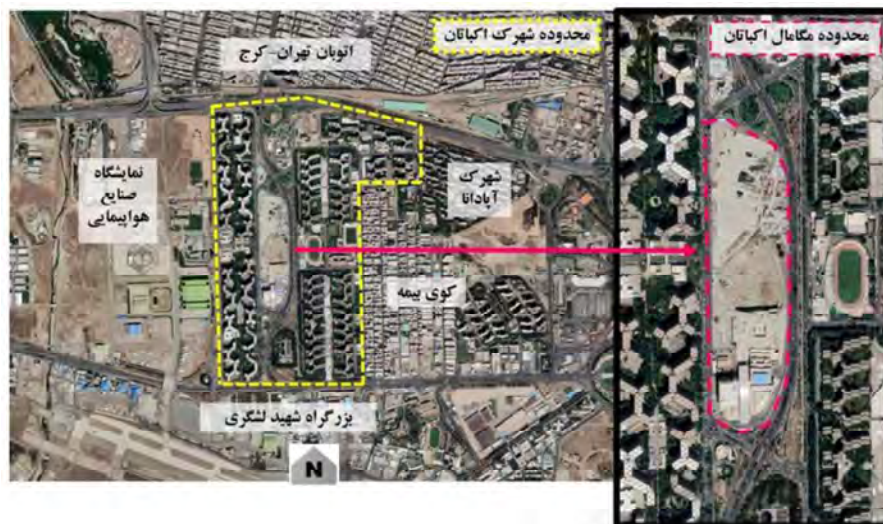 محدوده شهرک اکباتان
محدوده مگامال اکباتان
اتوبان تهران-کرج
نمایشگاه
صنایع
هواپیمایی
شهرک
آپادانا
کوی بیمه
بزرگراه شهید لشگری
N